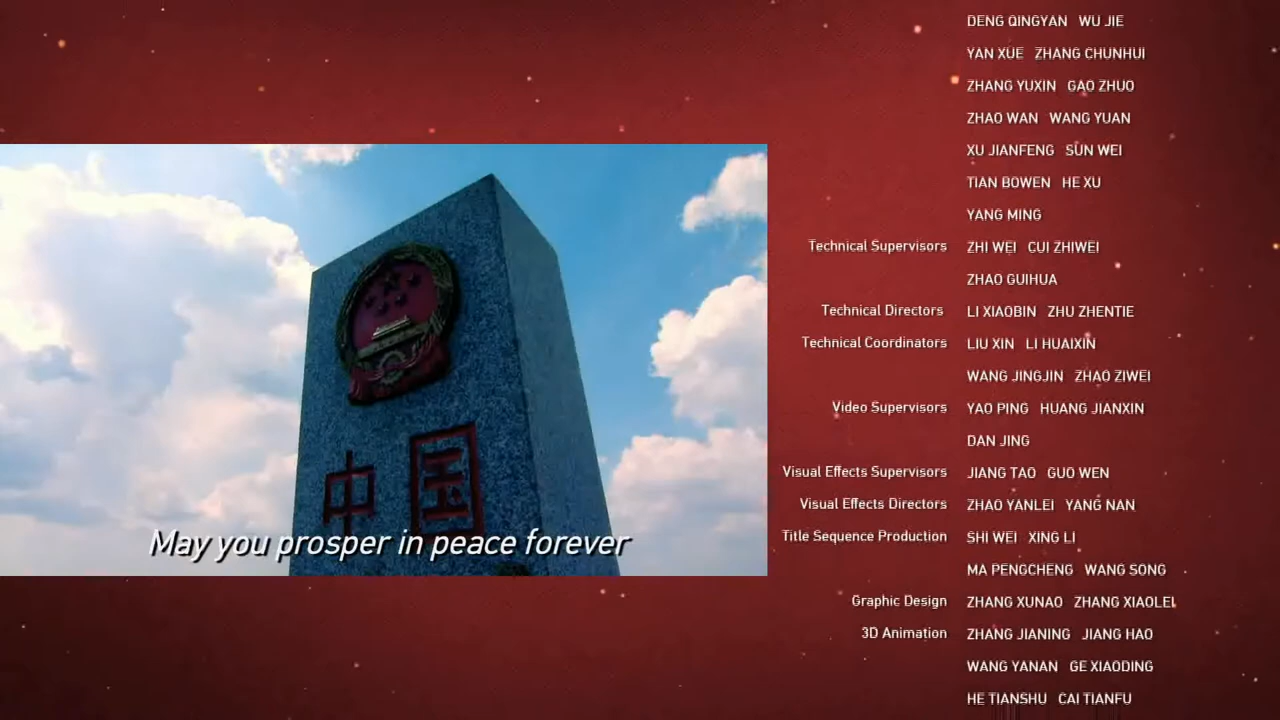 中国
May you prosper in peace forever
DENG QINGYAN WU JIE
YAN XUE ZHANG CHUNHUI
ZHANG YUXIN GAO ZHUO
ZHAO WAN WANG YUAN
XU JIANFENG SUN WEI
TIAN BOWEN HE XU
YANG MING
Technical Supervisors ZHI WEI CUI ZHIWEI
ZHAO GUIHUA
Technical Directors LI XIAOBIN ZHU ZHENTIE
Technical Coordinators LIU XIN LI HUAIXIN
WANG JINGJIN ZHAO ZIWEI
Video Supervisors YAO PING HUANG JIANXIN
DAN JING
Visual Effects Supervisors JIANG TAO GUO WEN
Visual Effects Directors ZHAO YANLEI YANG NAN
Title Sequence Production SHI WEI XING LI
MA PENGCHENG WANG SONG
Graphic Design ZHANG XUNAO ZHANG XIAOLEI
3D Animation ZHANG JIANING JIANG HAO
WANG YANAN GE XIAODING
HE TIANSHU CAI TIANFU